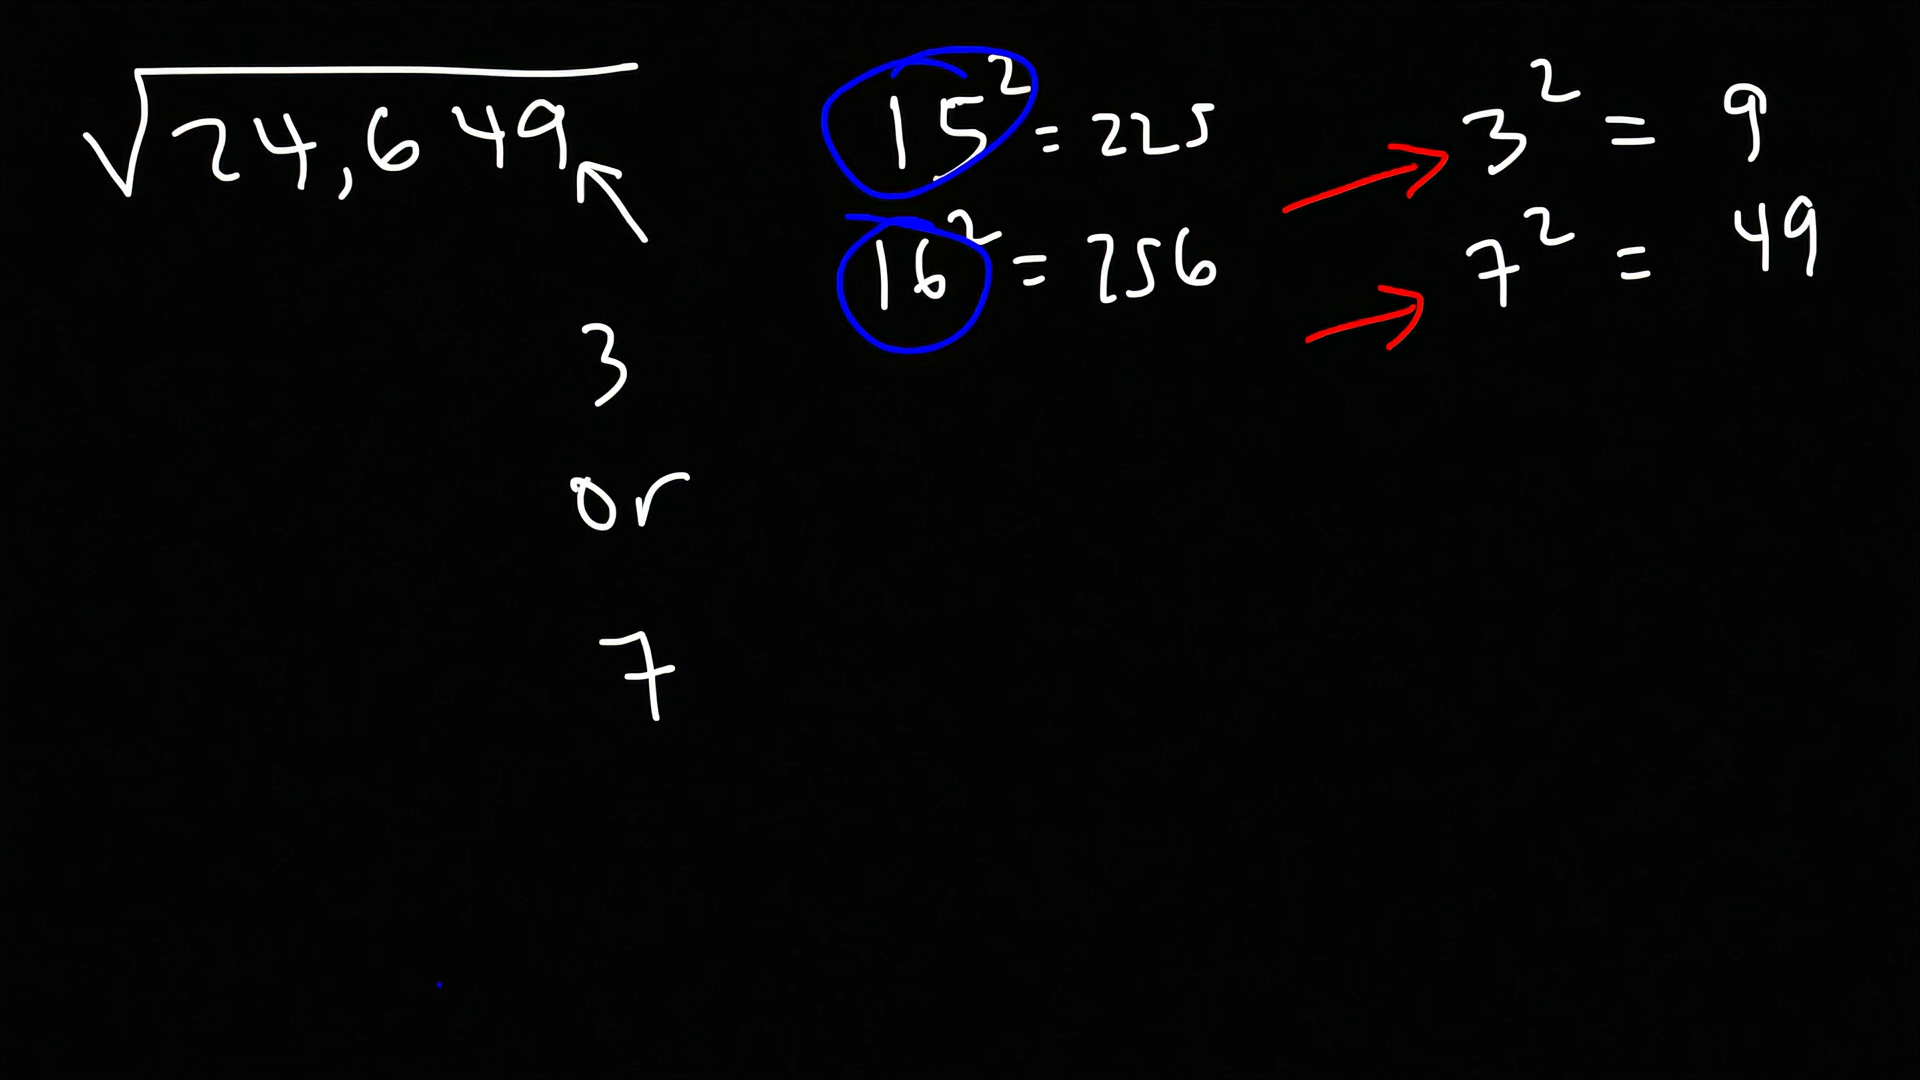 √24,649
15² = 225
16² = 256
3² = 9
7² = 49
3
or
7